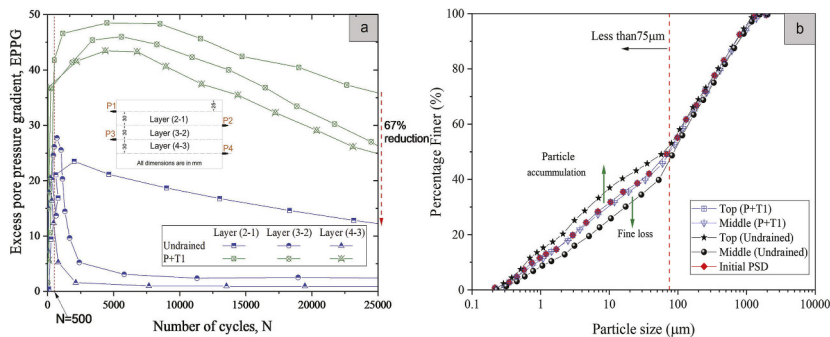 a
Excess pore pressure gradient, EPPG
50
40
30
20
10
0
0
5000
10000
15000
20000
25000
Number of cycles, N
N=500
67%
reduction
P1
P2
P3
P4
25
30
30
30
Layer (2-1)
Layer (3-2)
Layer (4-3)
All dimensions are in mm
Layer (2-1) Layer (3-2) Layer (4-3)
Undrained
P+T1
b
Percentage Finer (%)
100
80
60
40
20
0
0.1
1
10
100
1000
10000
Particle size (μm)
Less than75μm
Particle
accumulation
Fine loss
Top (P+T1)
Middle (P+T1)
Top (Undrained)
Middle (Undrained)
Initial PSD